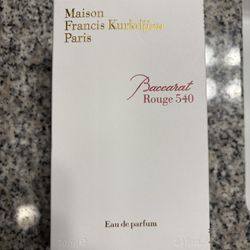 Maison
Francis Kurkdjian
Paris
Baccarat
Rouge 540
Eau de parfum